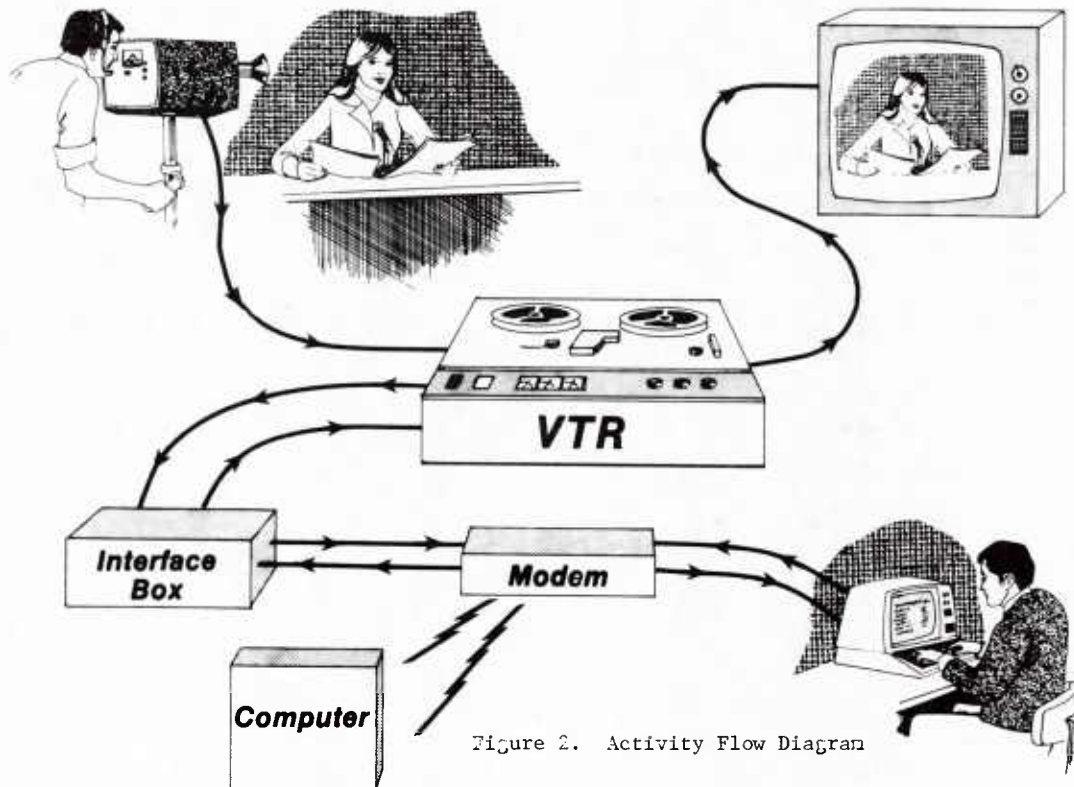 VTR
Interface
Box
Modem
Computer
Figure 2. Activity Flow Diagram